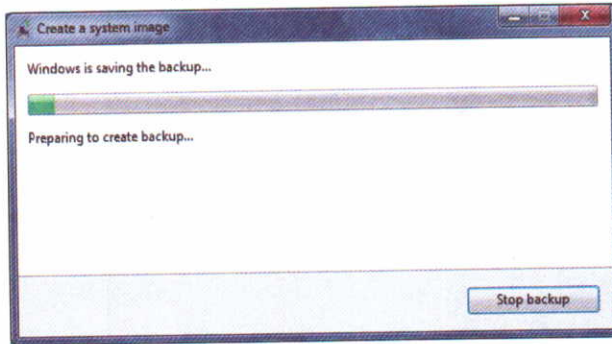 Create a system image
Windows is saving the backup...
Preparing to create backup...
Stop backup